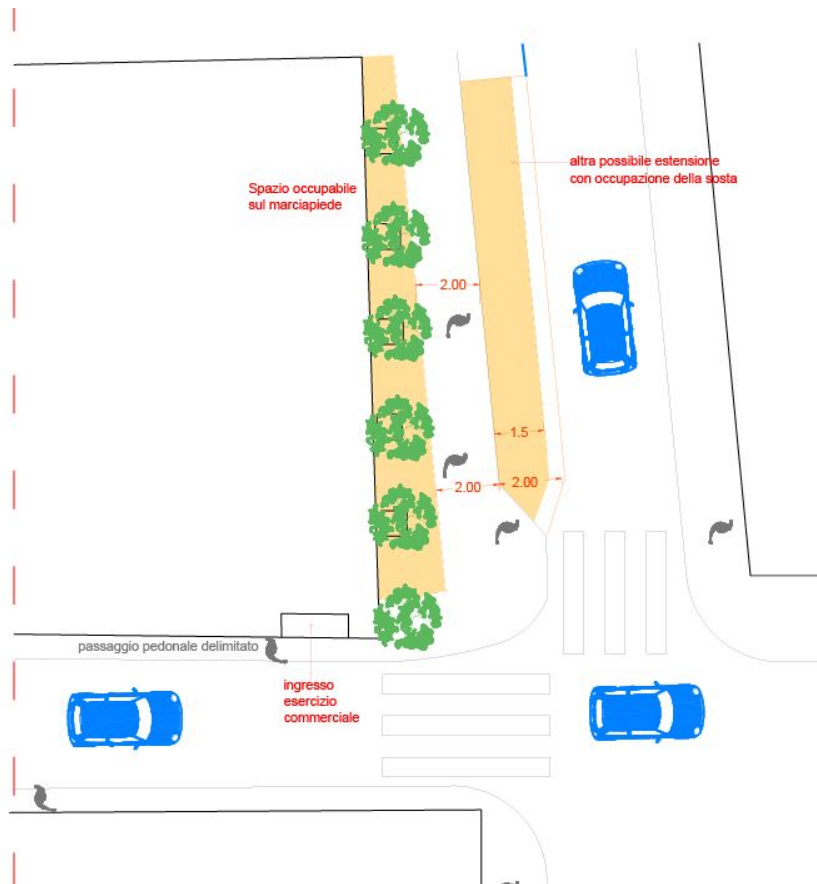 altra possibile estensione
con occupazione della sosta
Spazio occupabile
sul marciapiede
2.00
1.5
2.00
2.00
passaggio pedonale delimitato
ingresso
esercizio
commerciale